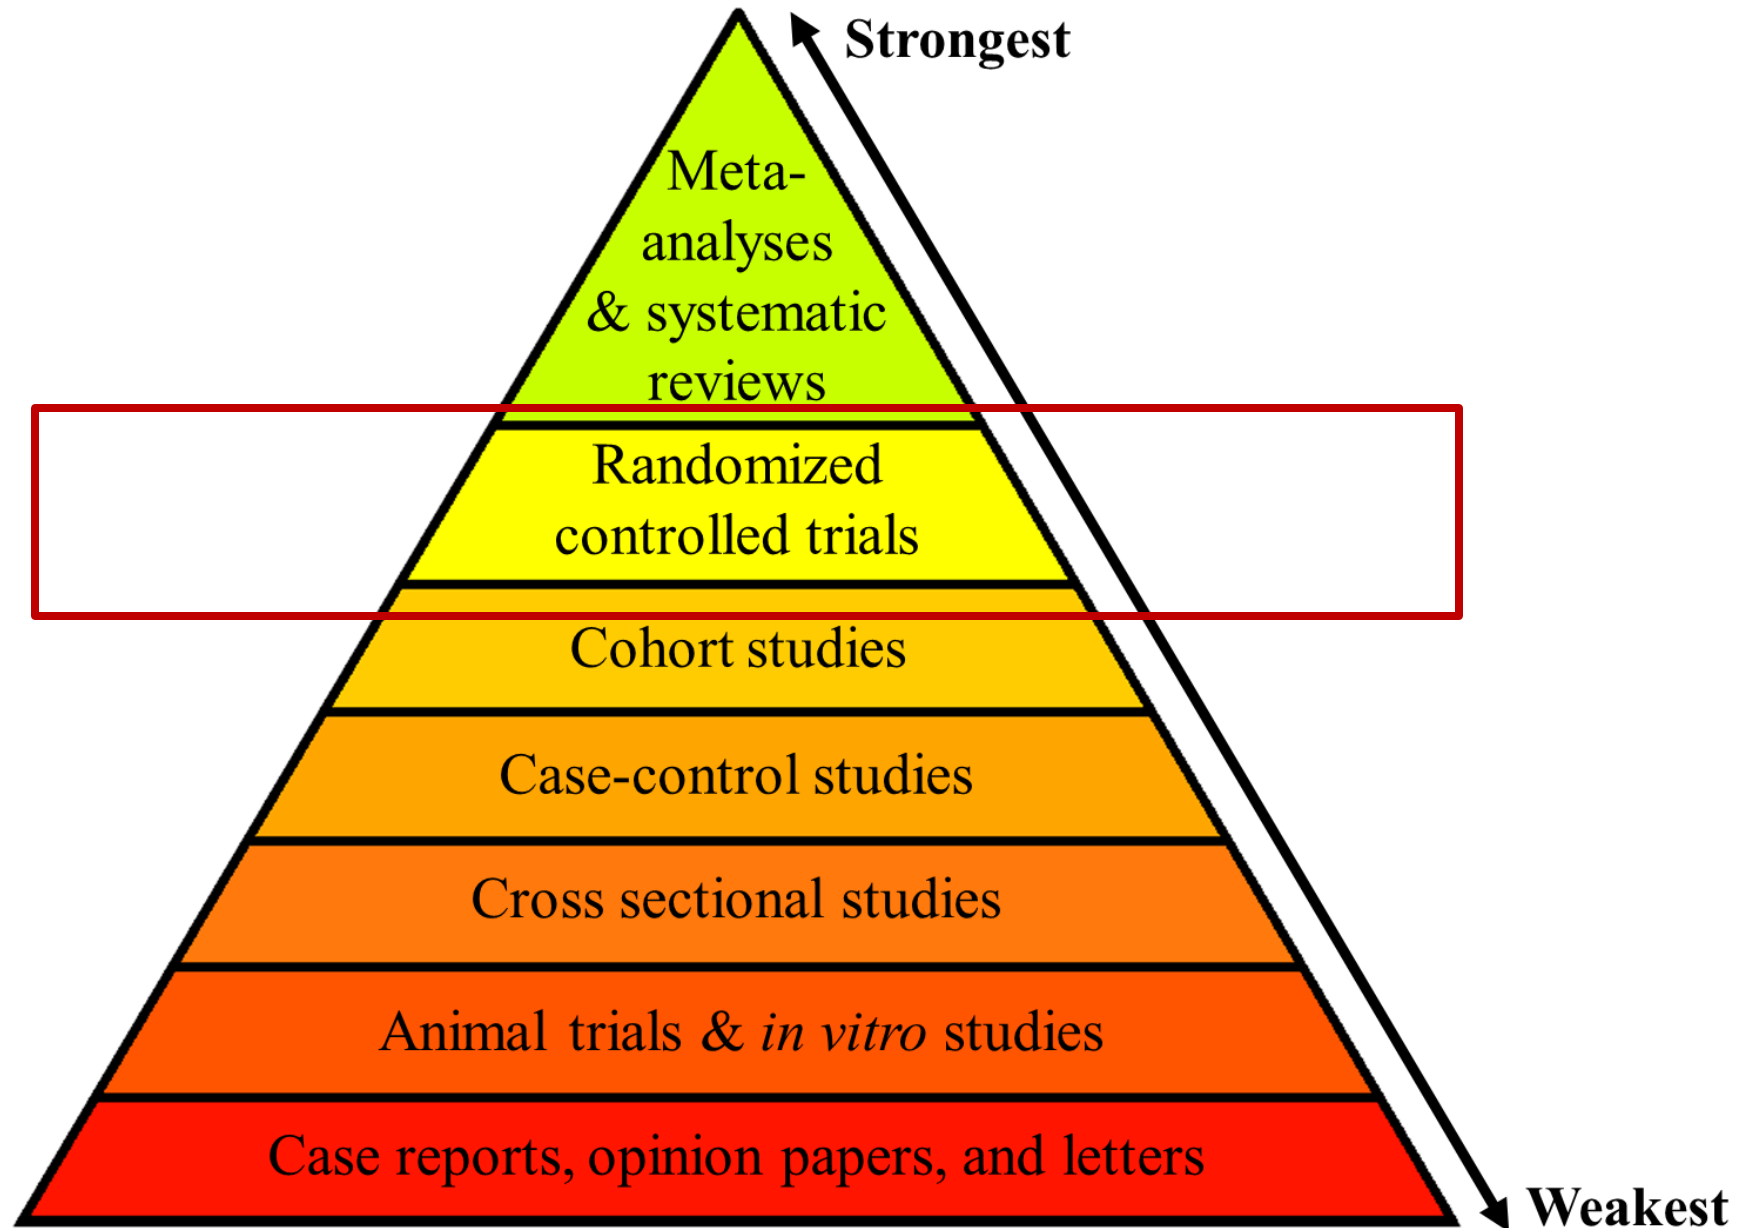 Strongest
Meta-
analyses
& systematic
reviews
Randomized
controlled trials
Cohort studies
Case-control studies
Cross sectional studies
Animal trials & in vitro studies
Case reports, opinion papers, and letters
Weakest